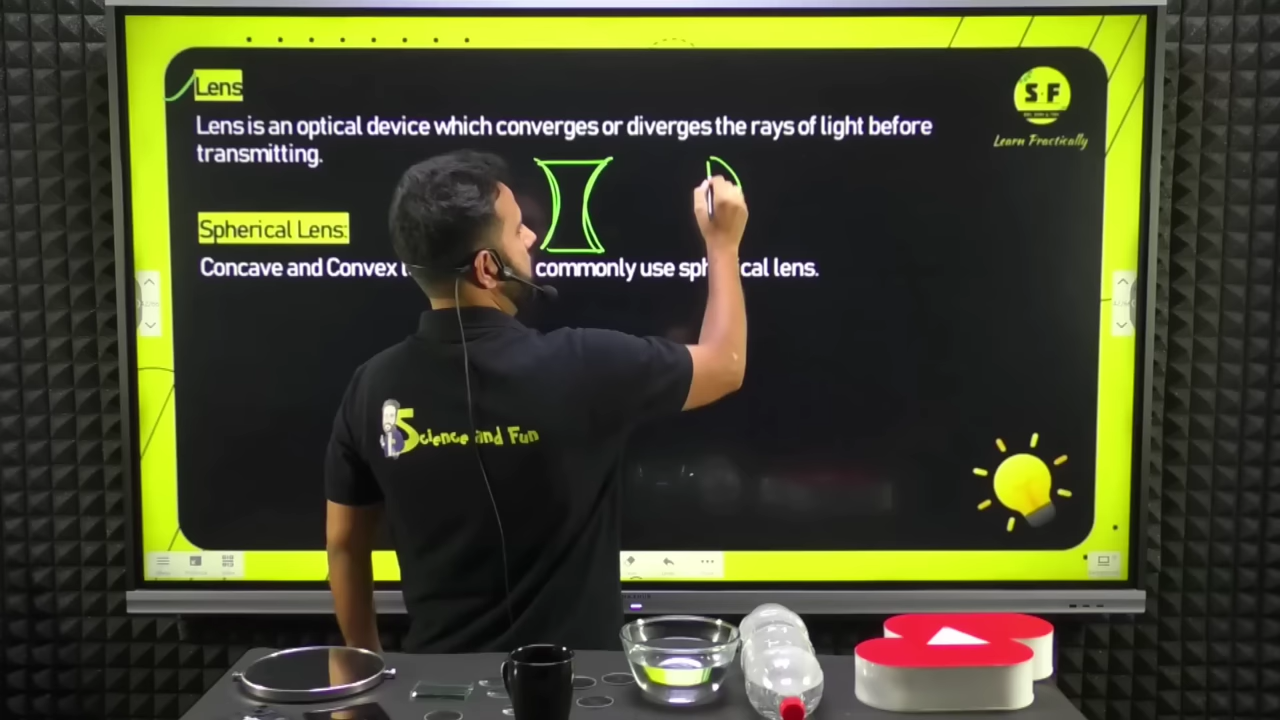 Lens
S·F
Lens is an optical device which converges or diverges the rays of light before
transmitting.
Learn Practically
Spherical Lens:
Concave and Convex commonly use spherical lens.
Science and Fun